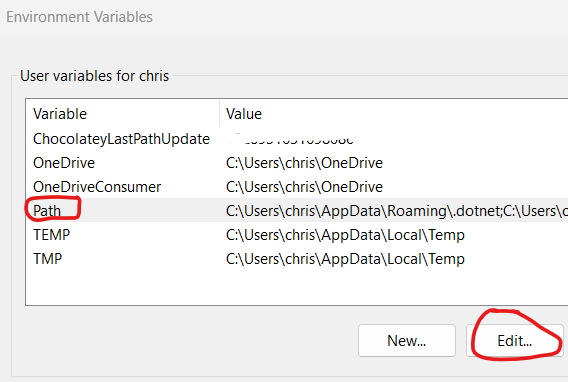 Environment Variables
User variables for chris
Variable Value
ChocolateyLastPathUpdate
OneDrive C:\Users\chris\OneDrive
OneDriveConsumer C:\Users\chris\OneDrive
Path C:\Users\chris\AppData\Roaming\.dotnet;C:\Users\c
TEMP C:\Users\chris\AppData\Local\Temp
TMP C:\Users\chris\AppData\Local\Temp
New... Edit...